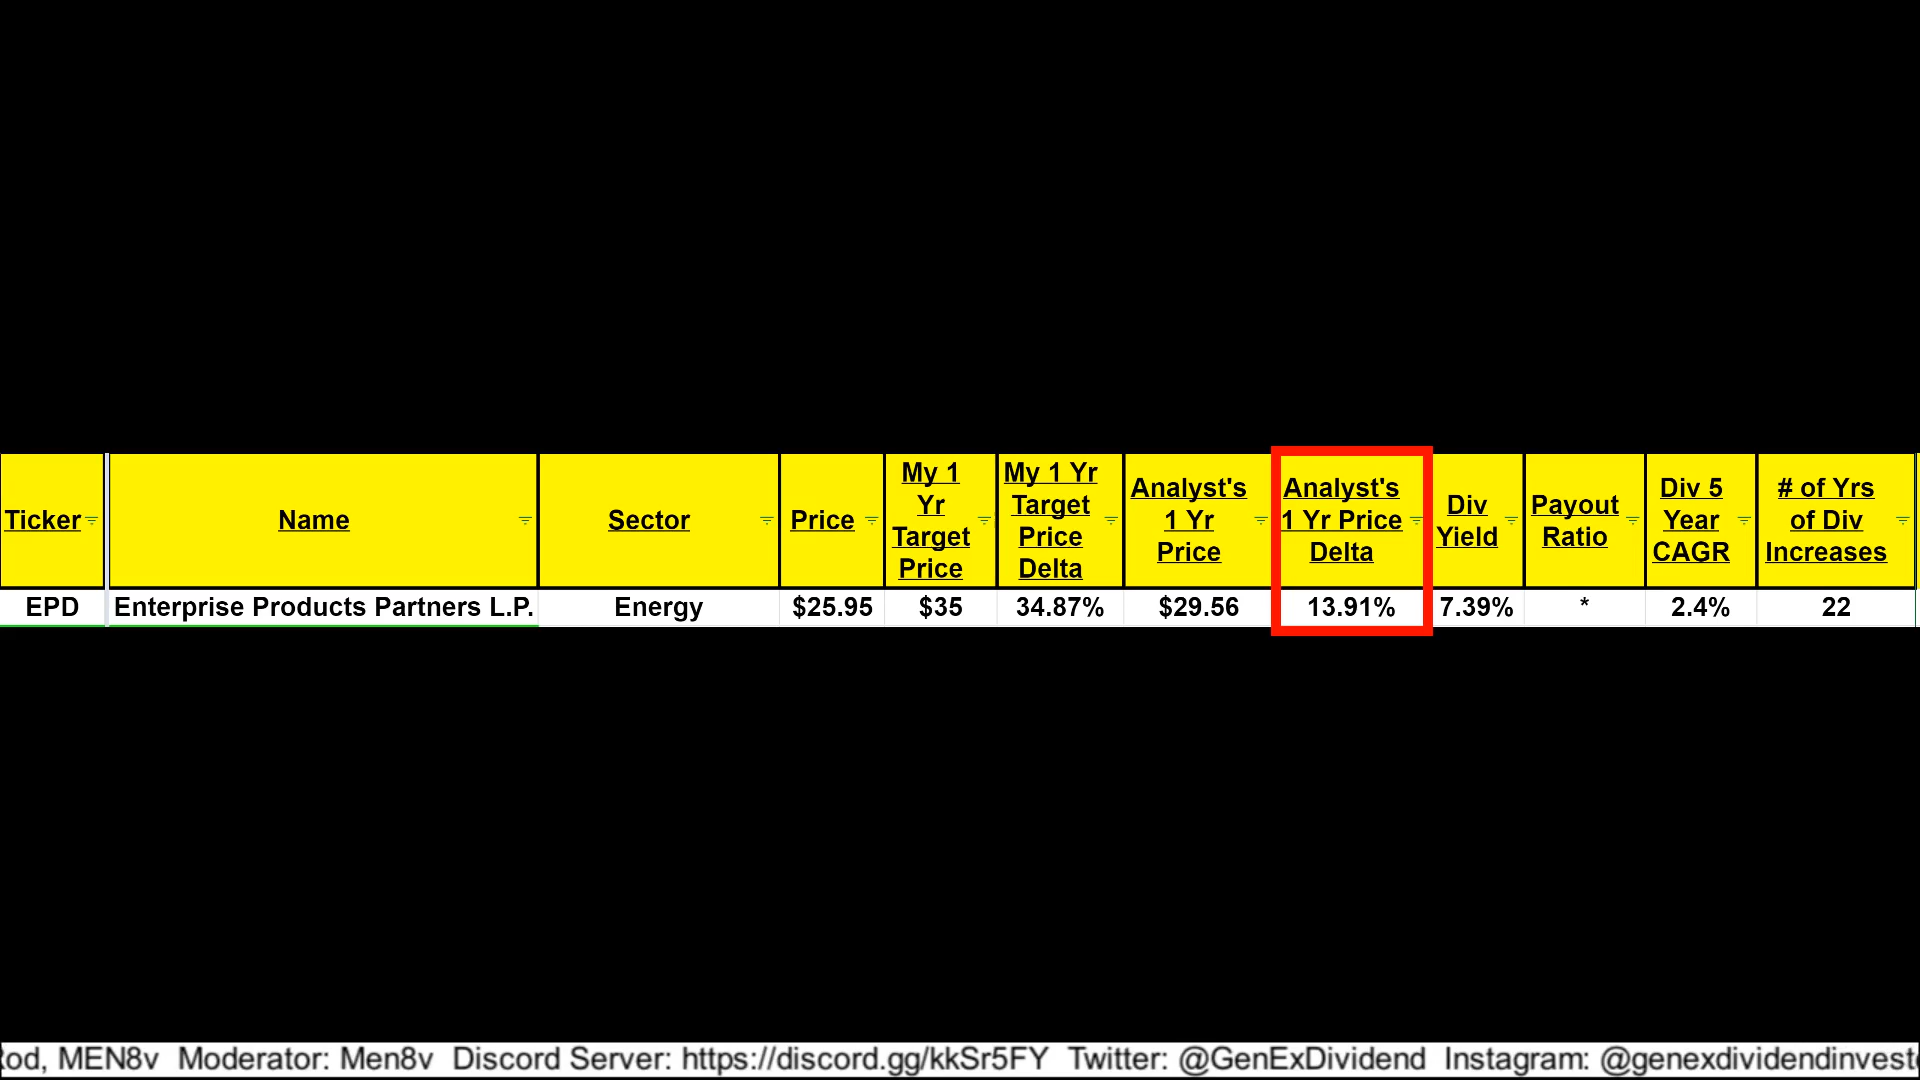 Ticker
Name
Sector
Price
My 1
Yr
Target
Price
My 1 Yr
Target
Price
Delta
Analyst's
1 Yr
Price
Analyst's
1 Yr Price
Delta
Div
Yield
Payout
Ratio
Div 5
Year
CAGR
# of Yrs
of Div
Increases
EPD Enterprise Products Partners L.P. Energy $25.95 $35 34.87% $29.56 13.91% 7.39% * 2.4% 22
MEN8v Moderator: Men8v Discord Server: https://discord.gg/kkSr5FY Twitter: @GenExDividend Instagram: